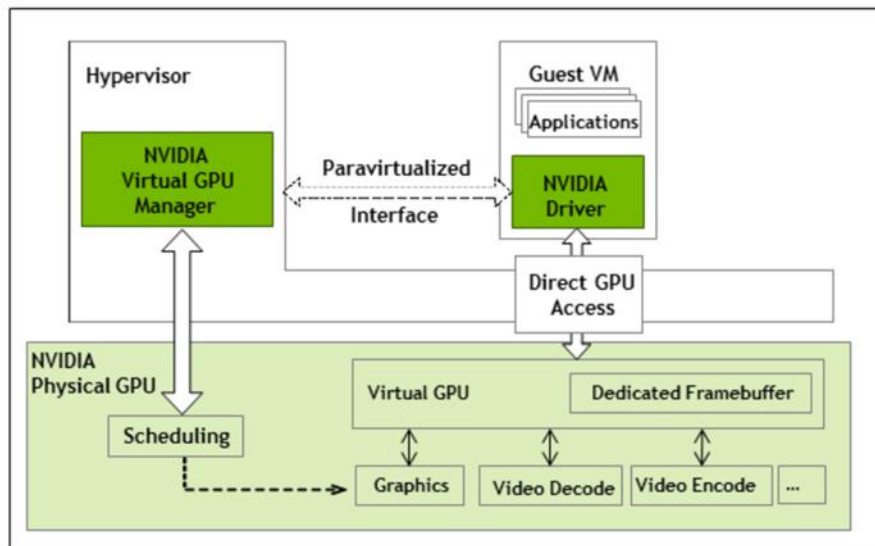 Hypervisor
NVIDIA
Virtual GPU
Manager
Paravirtualized
Interface
Guest VM
Applications
NVIDIA
Driver
Direct GPU
Access
NVIDIA
Physical GPU
Scheduling
Virtual GPU
Dedicated Framebuffer
Graphics
Video Decode
Video Encode
...